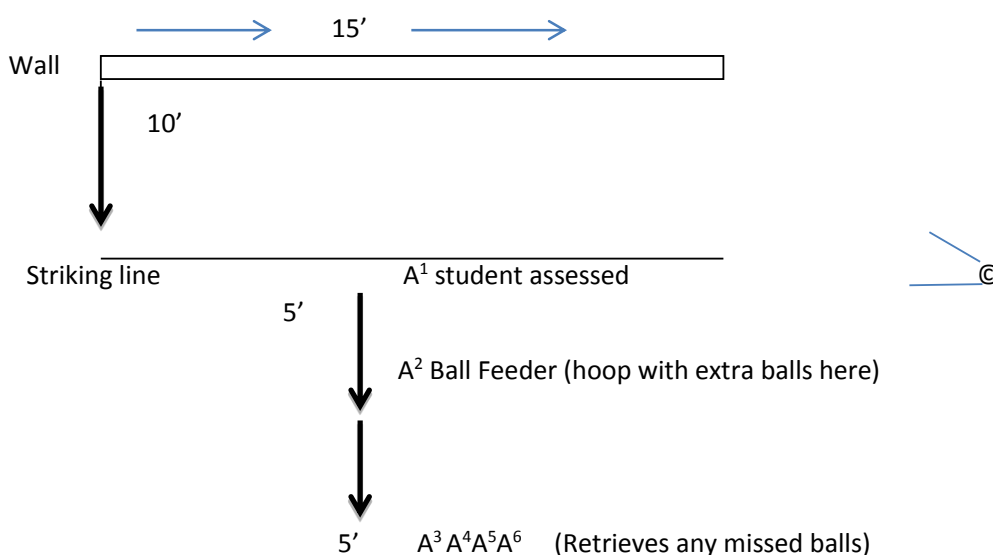 15’
Wall
10’
Striking line A¹ student assessed ©
5’
A² Ball Feeder (hoop with extra balls here)
5’ A³ A⁴A⁵A⁶ (Retrieves any missed balls)